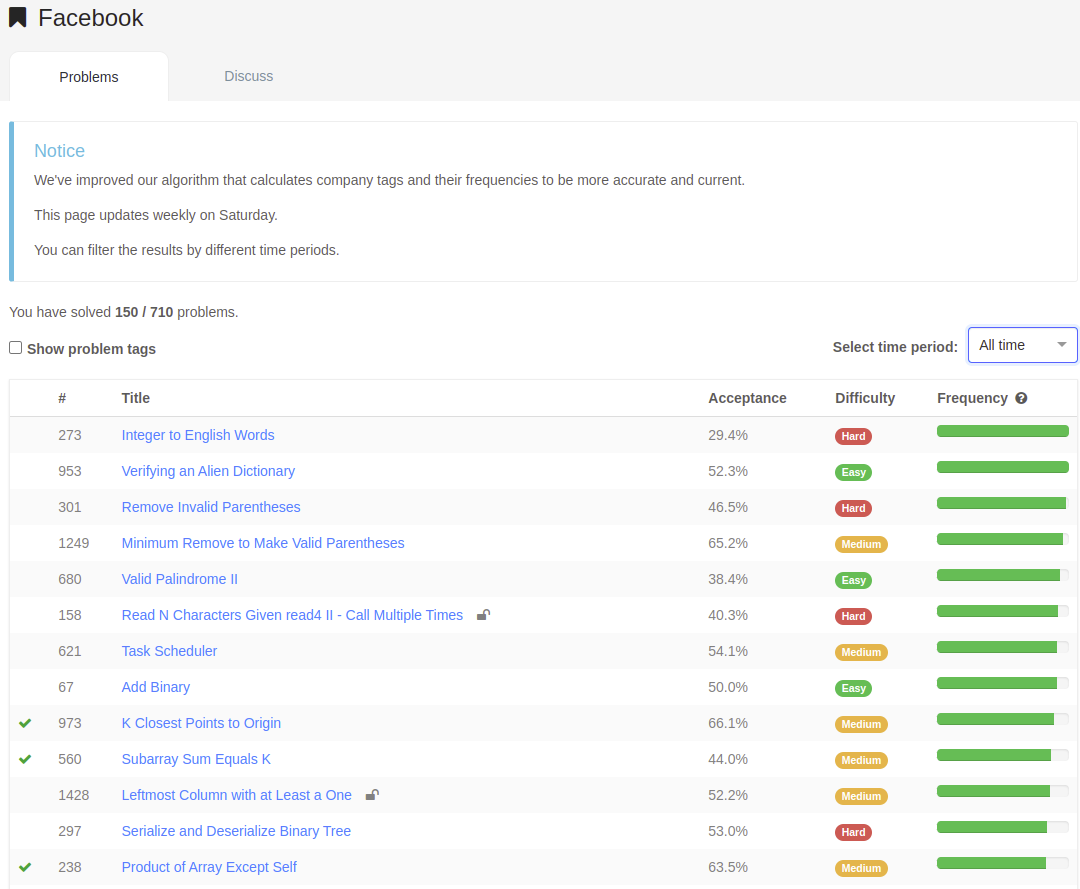 Facebook
Problems Discuss
Notice
We've improved our algorithm that calculates company tags and their frequencies to be more accurate and current.
This page updates weekly on Saturday.
You can filter the results by different time periods.
You have solved 150 / 710 problems.
Show problem tags Select time period: All time
# Title Acceptance Difficulty Frequency ?
273 Integer to English Words 29.4% Hard
953 Verifying an Alien Dictionary 52.3% Easy
301 Remove Invalid Parentheses 46.5% Hard
1249 Minimum Remove to Make Valid Parentheses 65.2% Medium
680 Valid Palindrome II 38.4% Easy
158 Read N Characters Given read4 II - Call Multiple Times 40.3% Hard
621 Task Scheduler 54.1% Medium
67 Add Binary 50.0% Easy
973 K Closest Points to Origin 66.1% Medium
560 Subarray Sum Equals K 44.0% Medium
1428 Leftmost Column with at Least a One 52.2% Medium
297 Serialize and Deserialize Binary Tree 53.0% Hard
238 Product of Array Except Self 63.5% Medium